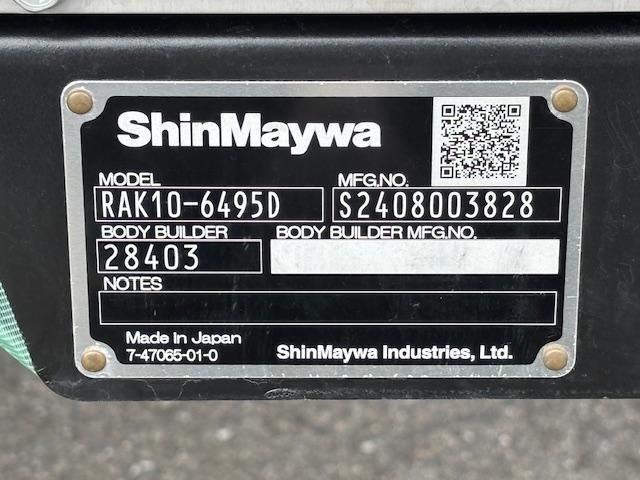 ShinMaywa
MODEL MFG.NO.
RAK10-6495D S2408003828
BODY BUILDER BODY BUILDER MFG.NO.
28403
NOTES
Made In Japan
7-47065-01-0 ShinMaywa Industries, Ltd.